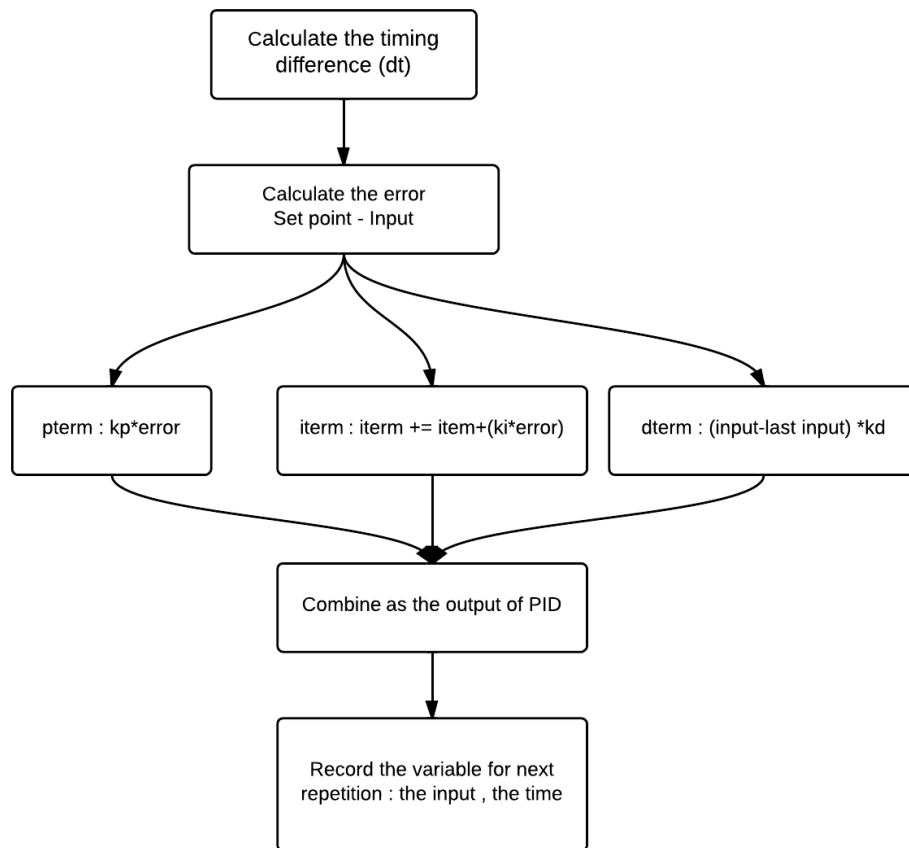 Calculate the timing
difference (dt)
Calculate the error
Set point - Input
pterm : kp*error
iterm : iterm += item+(ki*error)
dterm : (input-last input) *kd
Combine as the output of PID
Record the variable for next
repetition : the input , the time